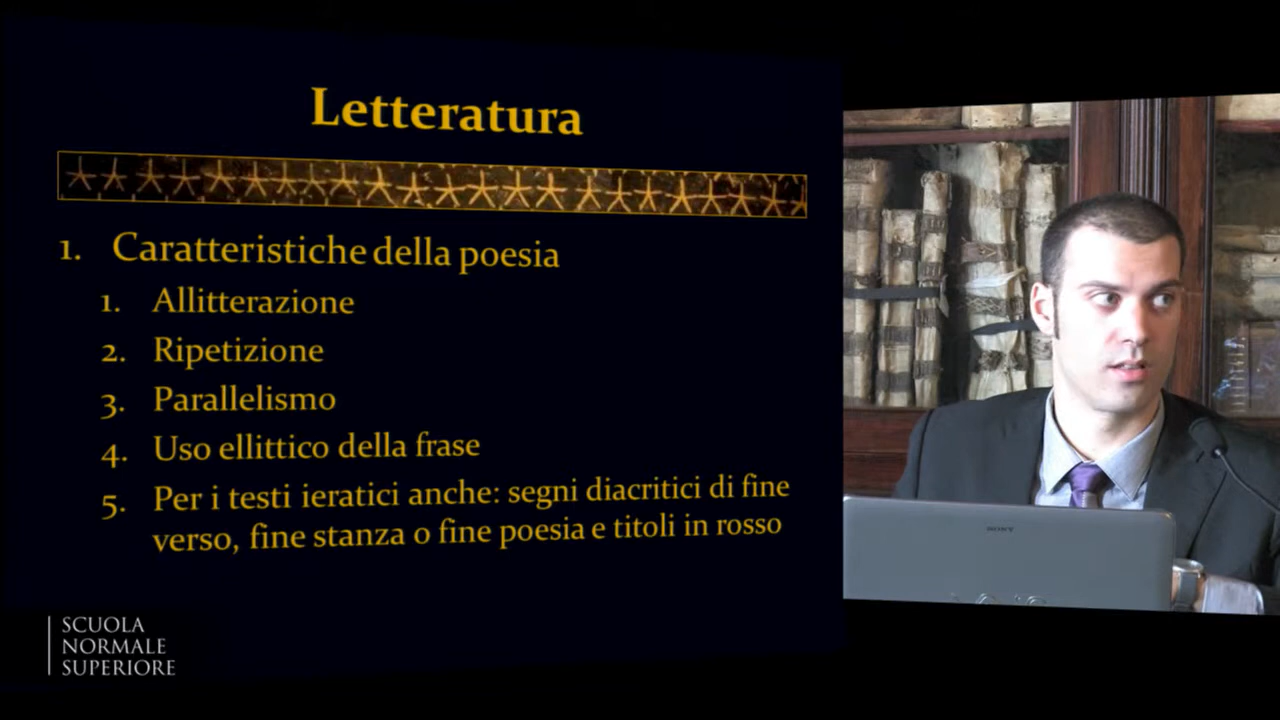 Letteratura
1. Caratteristiche della poesia
1. Allitterazione
2. Ripetizione
3. Parallelismo
4. Uso ellittico della frase
5. Per i testi ieratici anche: segni diacritici di fine
verso, fine stanza o fine poesia e titoli in rosso
SONY
SCUOLA
NORMALE
SUPERIORE